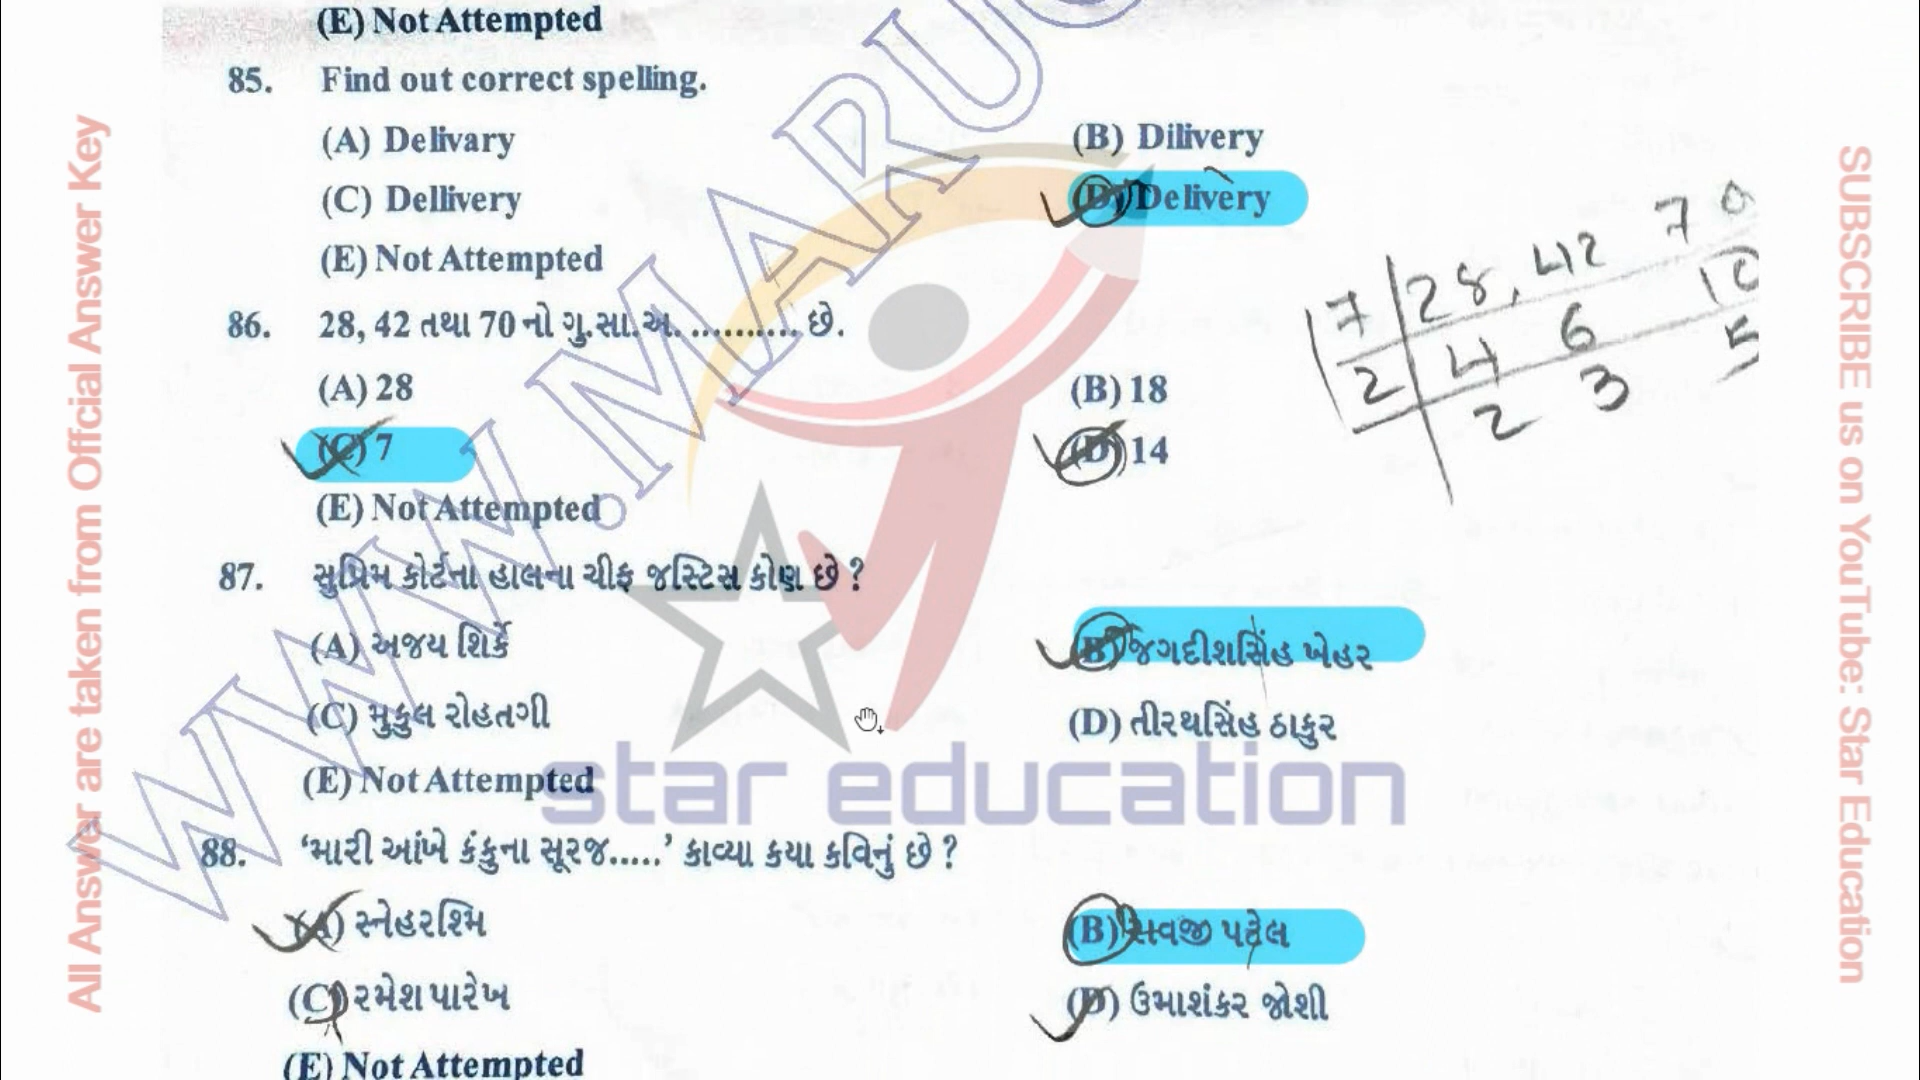 (E) Not Attempted
85. Find out correct spelling.
(A) Delivary (B) Dilivery
(C) Dellivery (D) Delivery
(E) Not Attempted
86. 28, 42 તથા 70 નો ગુ.સા.અ. ........... છે.
(A) 28 (B) 18
(C) 7 (D) 14
(E) Not Attempted
87. સુપ્રિમ કોર્ટના હાલના ચીફ જસ્ટિસ કોણ છે ?
(A) અજય શિર્કે (B) જગદીશસિંહ ખેહર
(C) મુકુલ રોહતગી (D) તીરથસિંહ ઠાકુર
(E) Not Attempted
88. ‘મારી આંખે કંકુના સૂરજ.....’ કાવ્યા કયા કવિનું છે ?
(A) સ્નેહરશ્મિ (B) રાવજી પટેલ
(C) રમેશ પારેખ (D) ઉમાશંકર જોશી
(E) Not Attempted
7 28, 42 70
2 4 6 10
2 3 5
All Answer are taken from Offcial Answer Key
SUBSCRIBE us on YouTube: Star Education
WWW.MARUG
star education